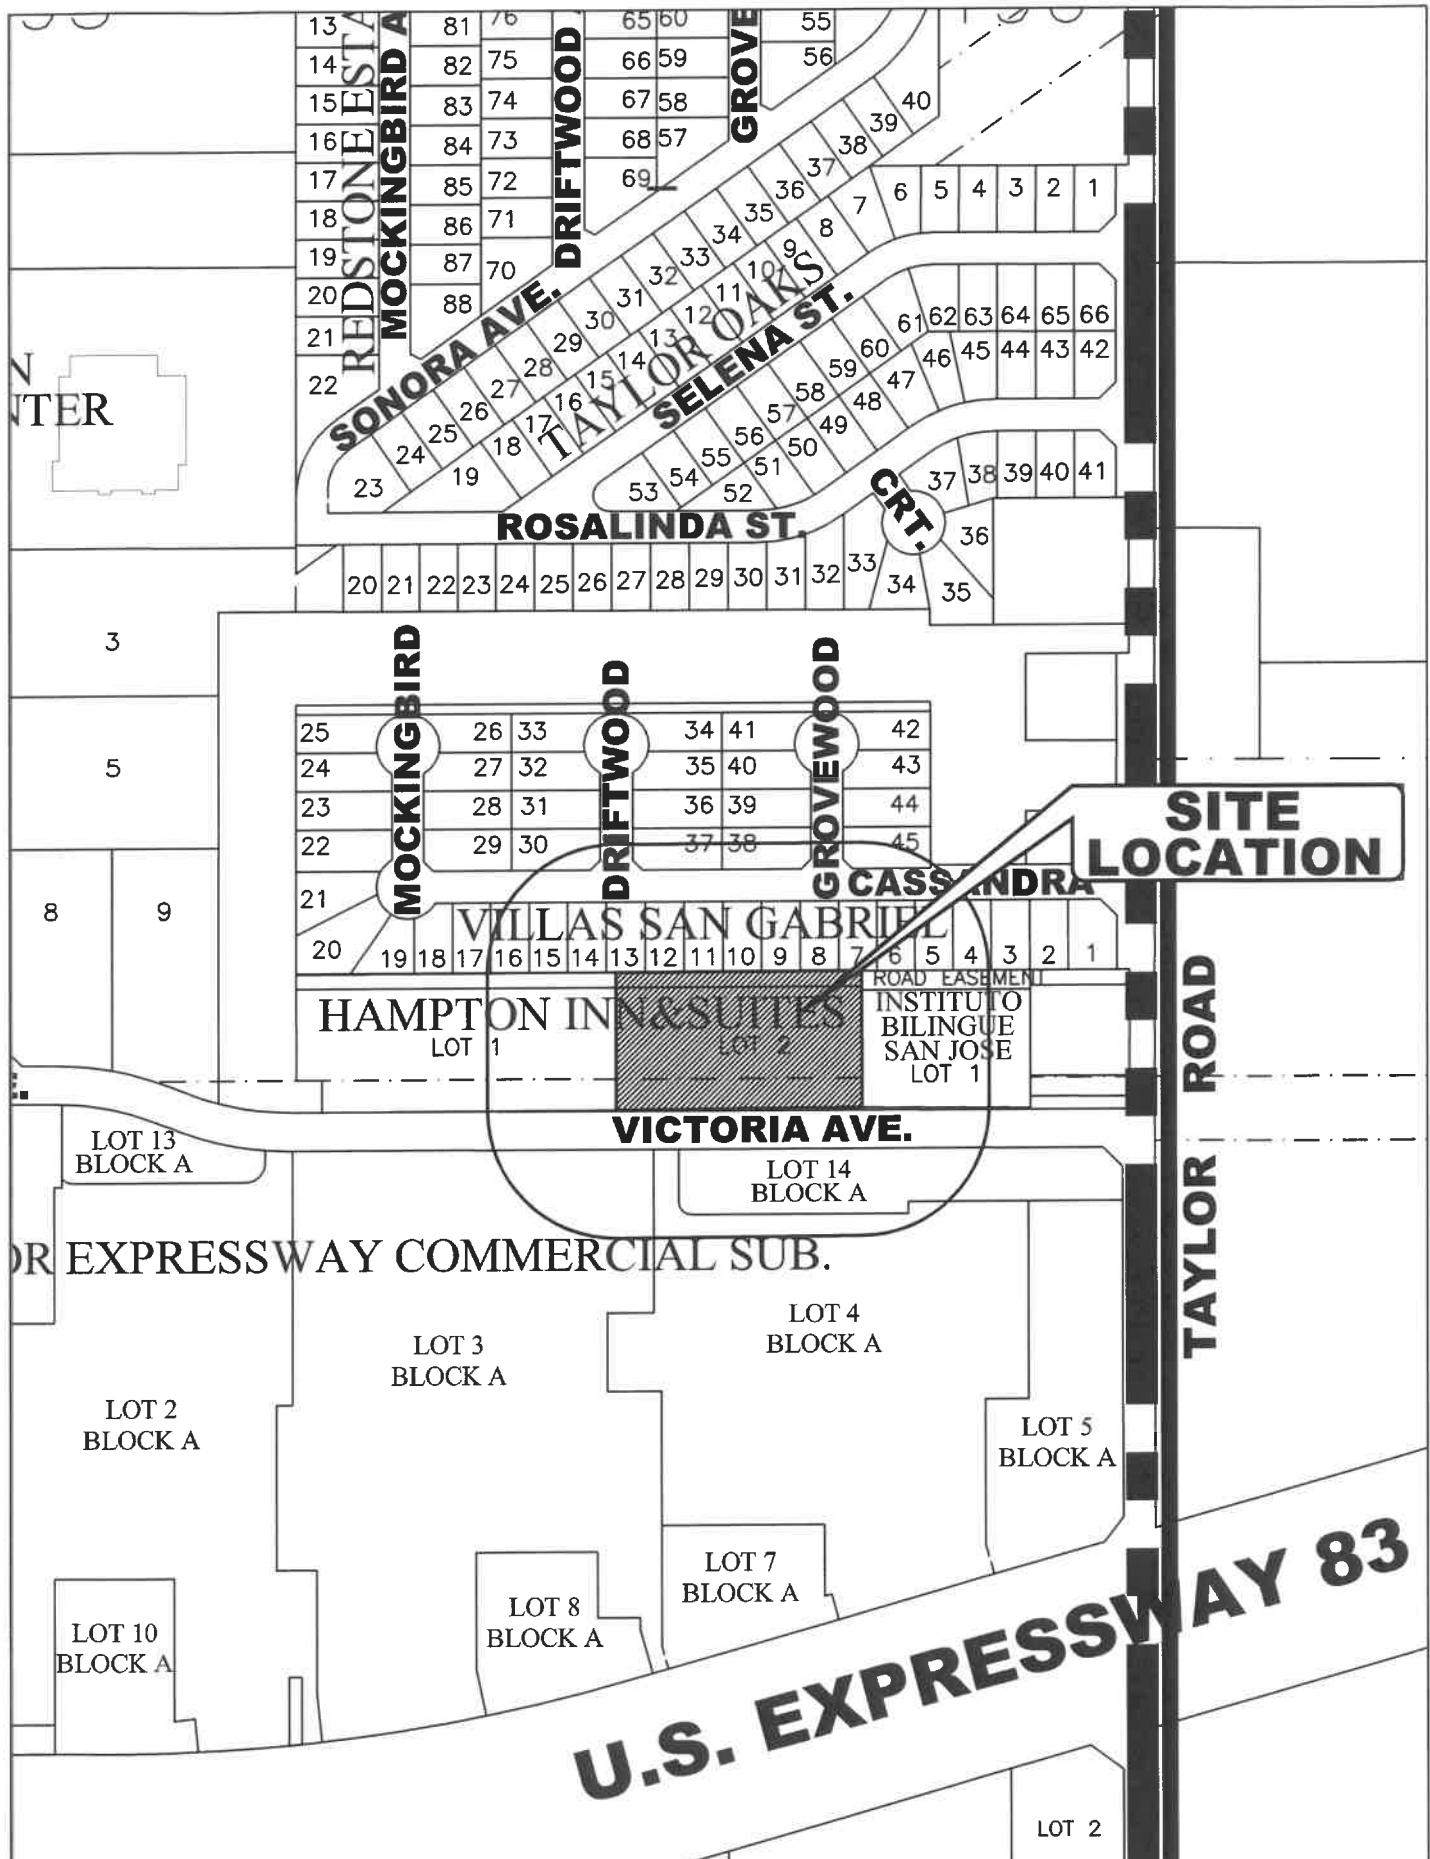 13
14
15
16
17
18
19
20
21
22
REDSTONE ESTA
MOCKINGBIRD A
81
82
83
84
85
86
87
88
76
75
74
73
72
71
70
DRIFTWOOD
65 60
66 59
67 58
68 57
69
GROVE
55
56
SONORA AVE.
23 24 25 26 27 28 29 30 31 32 33 34 35 36 37 38 39 40
19 18 17 16 15 14 13 12 11 10 9 8 7 6 5 4 3 2 1
TAYLOR OAKS
SELENA ST.
53 54 55 56 57 58 59 60 61 62 63 64 65 66
52 51 50 49 48 47 46 45 44 43 42
N
NTER
CRT.
37 38 39 40 41
36
ROSALINDA ST.
20 21 22 23 24 25 26 27 28 29 30 31 32 33 34 35
3
5
8
9
MOCKINGBIRD
DRIFTWOOD
GROVEWOOD
25 26 33 34 41 42
24 27 32 35 40 43
23 28 31 36 39 44
22 29 30 37 38 45
21
20
SITE
LOCATION
CASSANDRA
VILLAS SAN GABRIEL
19 18 17 16 15 14 13 12 11 10 9 8 7 6 5 4 3 2 1
ROAD EASEMENT
HAMPTON INN&SUITES
LOT 1
LOT 2
INSTITUTO
BILINGUE
SAN JOSE
LOT 1
TAYLOR ROAD
VICTORIA AVE.
LOT 13
BLOCK A
LOT 14
BLOCK A
OR EXPRESSWAY COMMERCIAL SUB.
LOT 4
BLOCK A
LOT 3
BLOCK A
LOT 2
BLOCK A
LOT 5
BLOCK A
LOT 7
BLOCK A
LOT 8
BLOCK A
LOT 10
BLOCK A
U.S. EXPRESSWAY 83
LOT 2